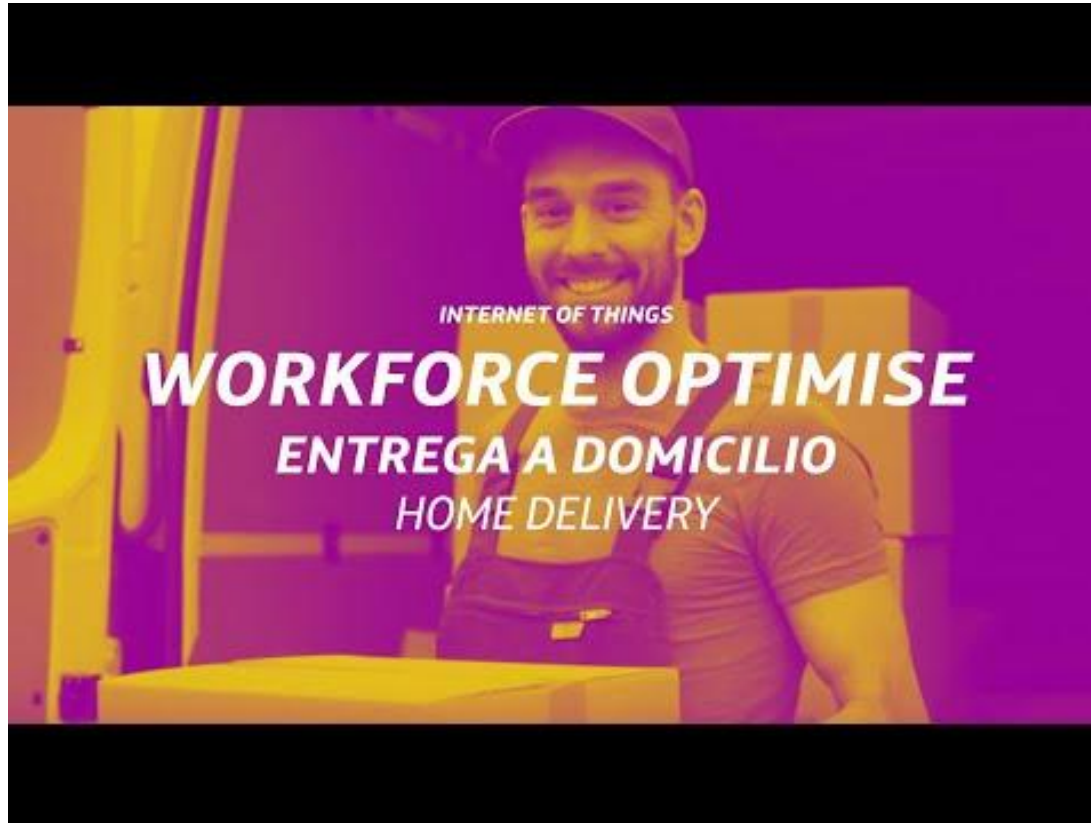 INTERNET OF THINGS
WORKFORCE OPTIMISE
ENTREGA A DOMICILIO
HOME DELIVERY